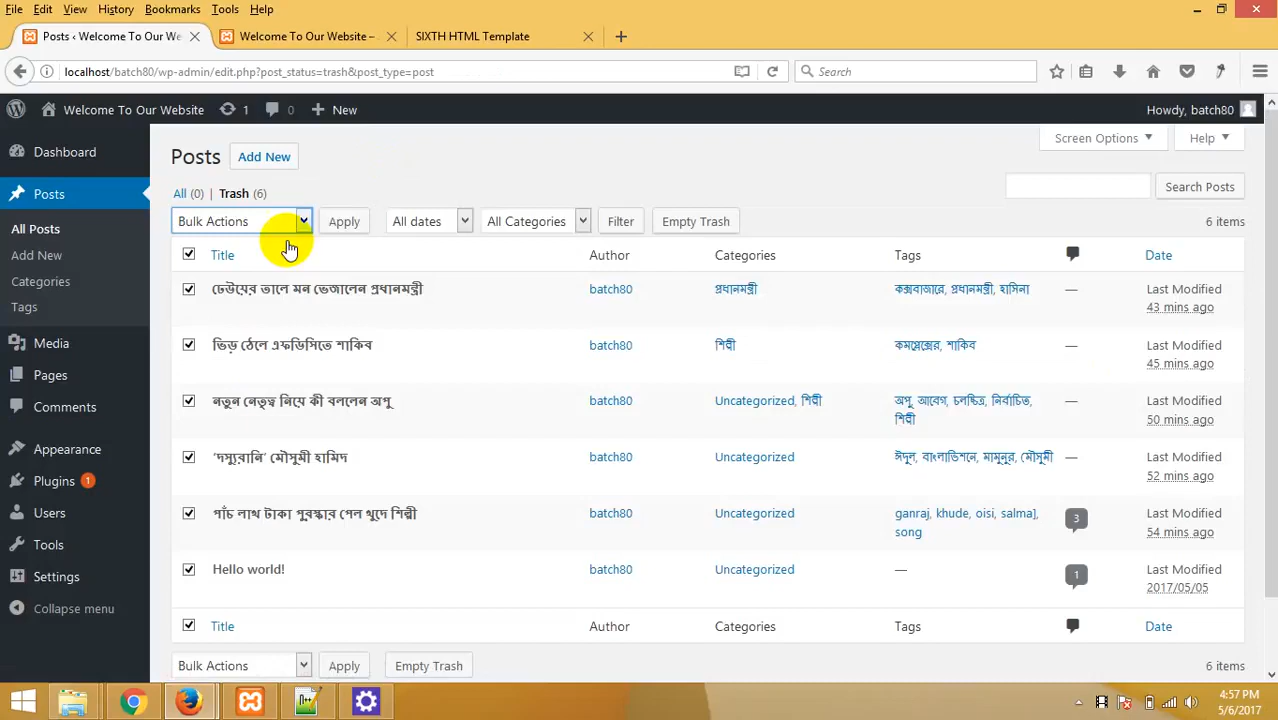 File Edit View History Bookmarks Tools Help
Posts ‹ Welcome To Our We
Welcome To Our Website –
SIXTH HTML Template
localhost/batch80/wp-admin/edit.php?post_status=trash&post_type=post
Search
Welcome To Our Website 1 0 New
Howdy, batch80
Screen Options Help
Dashboard
Posts
All Posts
Add New
Categories
Tags
Media
Pages
Comments
Appearance
Plugins 1
Users
Tools
Settings
Collapse menu
Posts Add New
All (0) | Trash (6)
Search Posts
Bulk Actions Apply All dates All Categories Filter Empty Trash 6 items
Title Author Categories Tags Date
ঢেউয়ের তালে মন ভেজালেন প্রধানমন্ত্রী batch80 প্রধানমন্ত্রী কক্সবাজারে, প্রধানমন্ত্রী, হাসিনা — Last Modified
43 mins ago
ভিড় ঠেলে এফডিসিতে শাকিব batch80 শিল্পী কমপ্লেক্সের, শাকিব — Last Modified
45 mins ago
নতুন নেতৃত্ব নিয়ে কী বললেন অপু batch80 Uncategorized, শিল্পী অপু, আবেগ, চলচ্চিত্র, নির্বাচিত, — Last Modified
শিল্পী 50 mins ago
‘দস্যুরানি’ মৌসুমী হামিদ batch80 Uncategorized ঈদুল, বাংলাভিশনে, মামুনুর, মৌসুমী — Last Modified
52 mins ago
পাঁচ লাখ টাকা পুরস্কার পেল খুদে শিল্পী batch80 Uncategorized ganraj, khude, oisi, salma], 3 Last Modified
song 54 mins ago
Hello world! batch80 Uncategorized — 1 Last Modified
2017/05/05
Title Author Categories Tags Date
Bulk Actions Apply Empty Trash 6 items
4:57 PM
5/6/2017